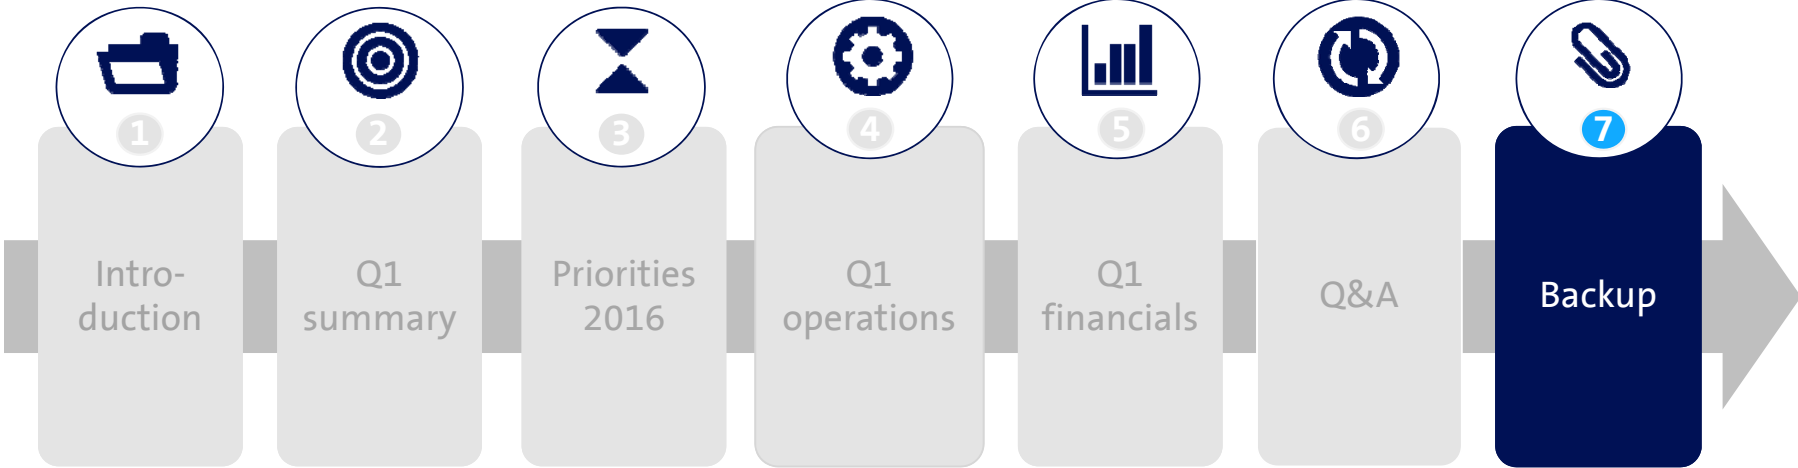 1
Intro-
duction
2
Q1
summary
3
Priorities
2016
4
Q1
operations
5
Q1
financials
6
Q&A
7
Backup